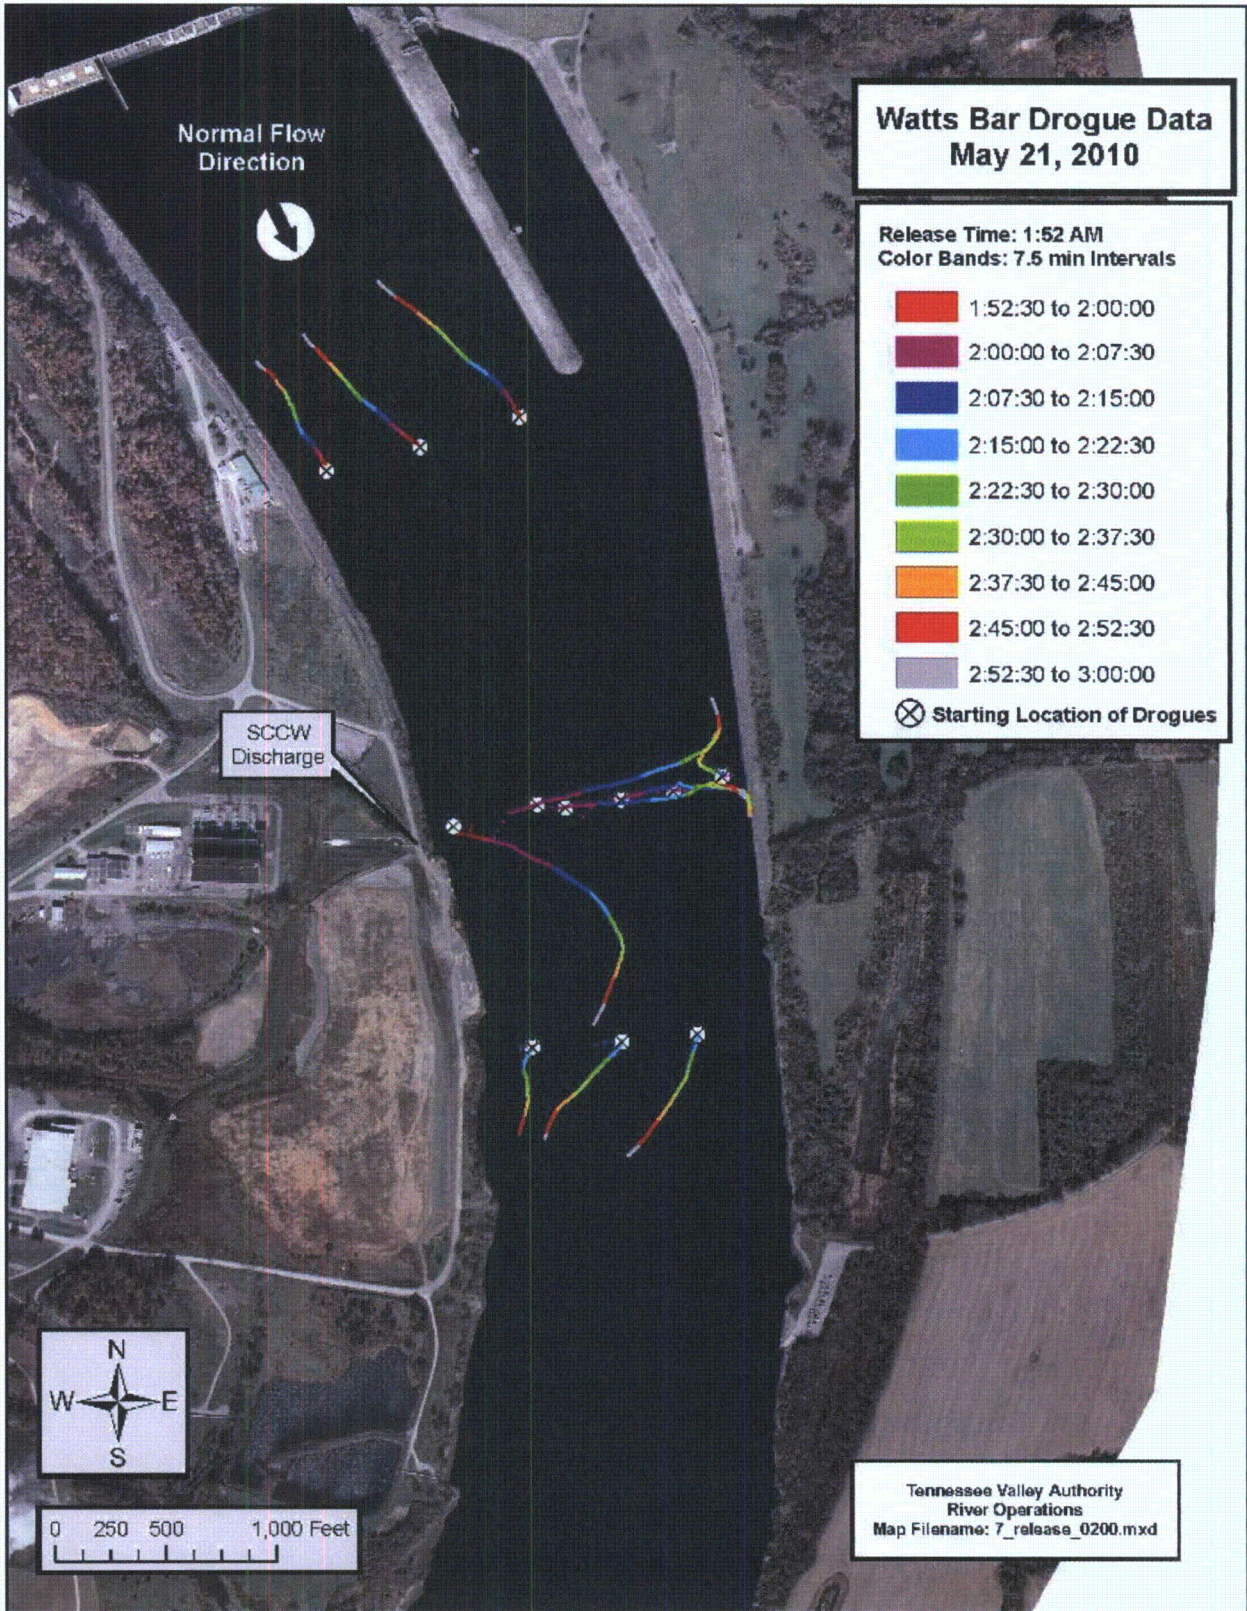 Normal Flow
Direction
Watts Bar Drogue Data
May 21, 2010
Release Time: 1:52 AM
Color Bands: 7.5 min Intervals
1:52:30 to 2:00:00
2:00:00 to 2:07:30
2:07:30 to 2:15:00
2:15:00 to 2:22:30
2:22:30 to 2:30:00
2:30:00 to 2:37:30
2:37:30 to 2:45:00
2:45:00 to 2:52:30
2:52:30 to 3:00:00
Starting Location of Drogues
SCCW
Discharge
N
W E
S
0 250 500 1,000 Feet
Tennessee Valley Authority
River Operations
Map Filename: 7_release_0200.mxd